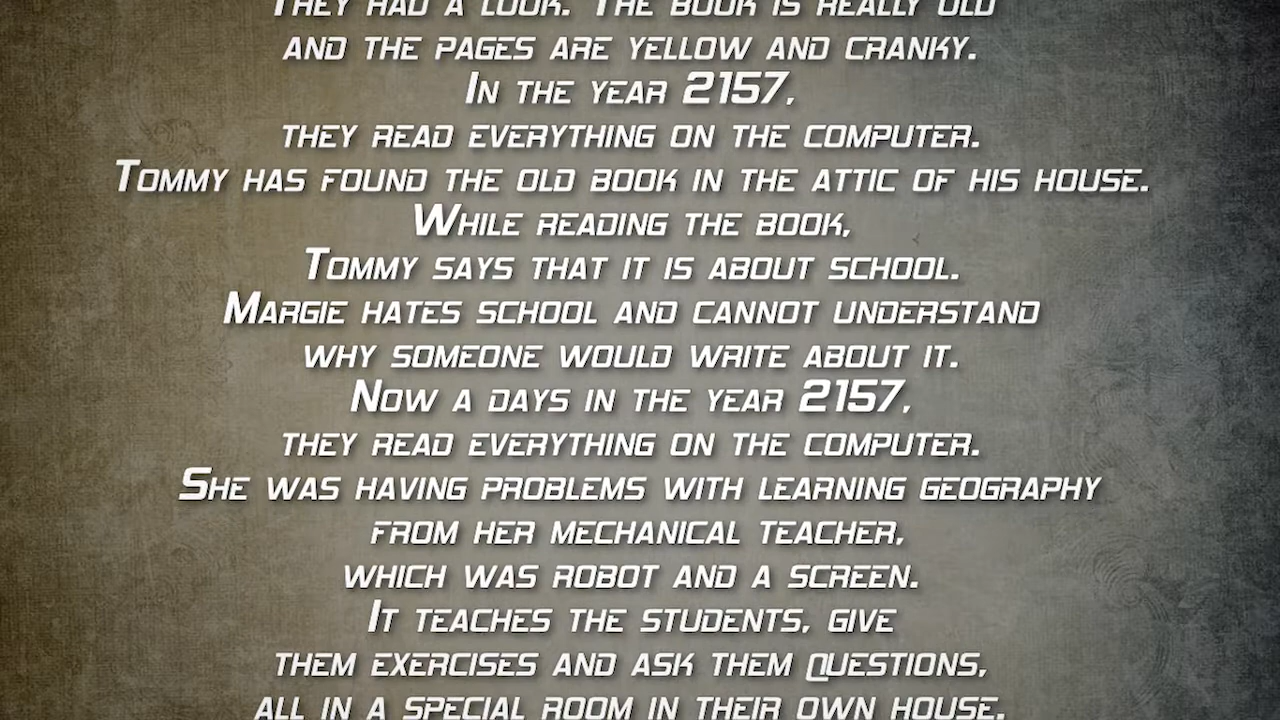 They had a look. The book is really old
and the pages are yellow and cranky.
In the year 2157,
they read everything on the computer.
Tommy has found the old book in the attic of his house.
While reading the book,
Tommy says that it is about school.
Margie hates school and cannot understand
why someone would write about it.
Now a days in the year 2157,
they read everything on the computer.
She was having problems with learning geography
from her mechanical teacher,
which was robot and a screen.
It teaches the students, give
them exercises and ask them questions,
all in a special room in their own house.